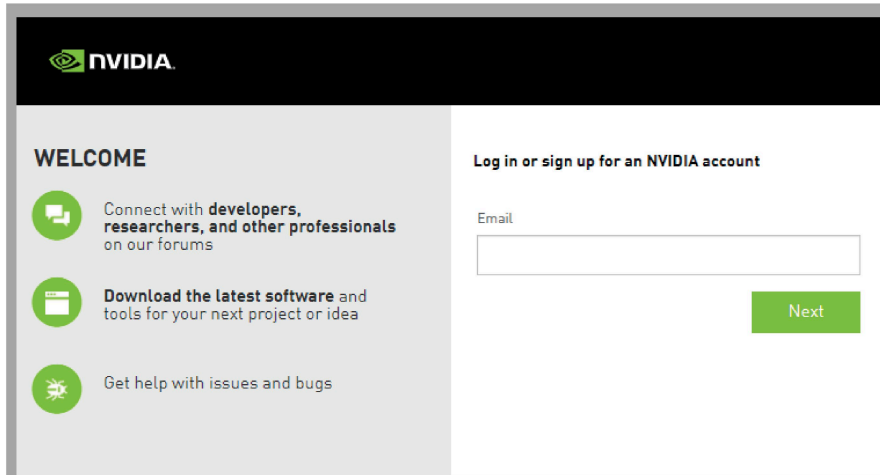 NVIDIA.
WELCOME
Connect with developers,
researchers, and other professionals
on our forums
Download the latest software and
tools for your next project or idea
Get help with issues and bugs
Log in or sign up for an NVIDIA account
Email
Next